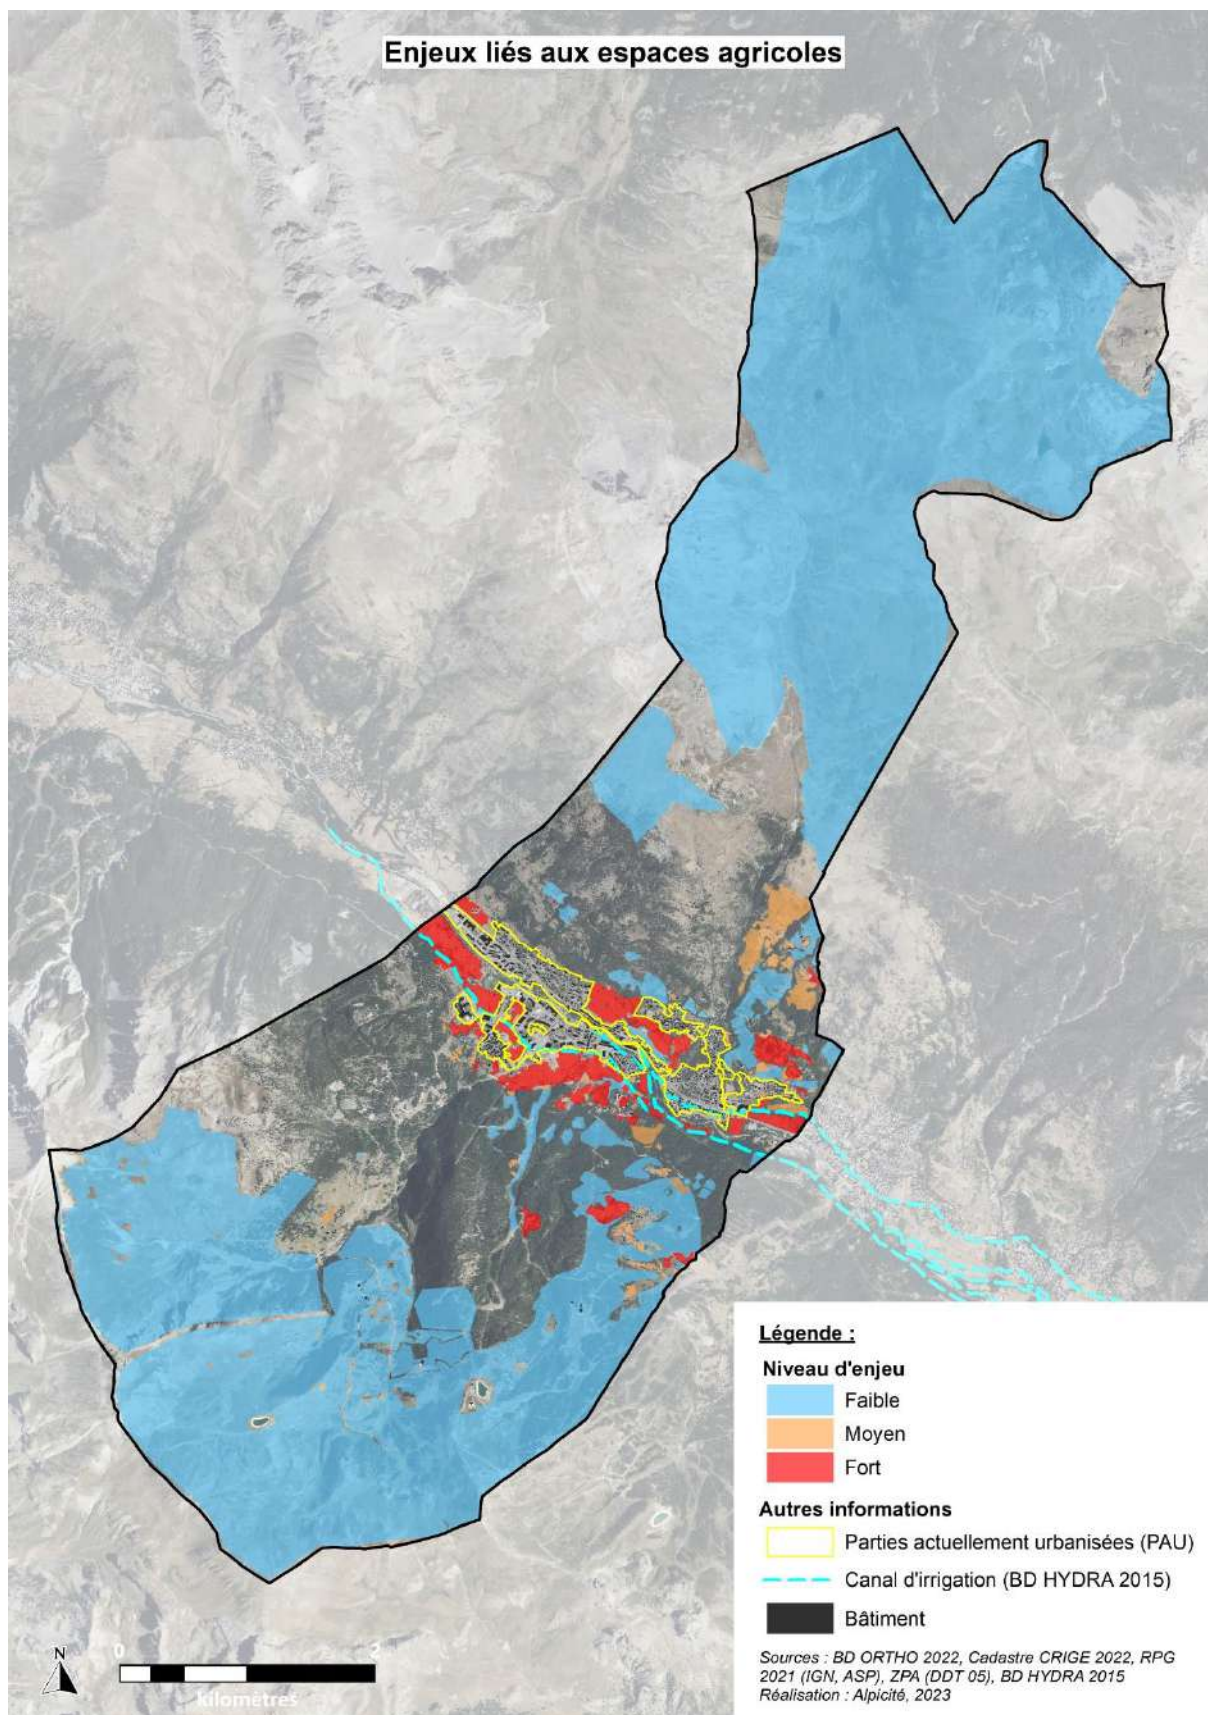 Enjeux liés aux espaces agricoles
Légende :
Niveau d'enjeu
Faible
Moyen
Fort
Autres informations
Parties actuellement urbanisées (PAU)
Canal d'irrigation (BD HYDRA 2015)
Bâtiment
Sources : BD ORTHO 2022, Cadastre CRIGE 2022, RPG
2021 (IGN, ASP), ZPA (DDT 05), BD HYDRA 2015
Réalisation : Alpicité, 2023
N
0 2
kilomètres